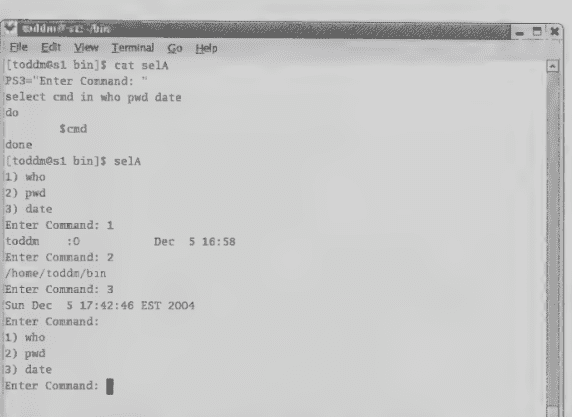 toddm@s1:~/bin
File Edit View Terminal Go Help
[toddm@s1 bin]$ cat selA
PS3="Enter Command: "
select cmd in who pwd date
do
        $cmd
done
[toddm@s1 bin]$ selA
1) who
2) pwd
3) date
Enter Command: 1
toddm    :0           Dec  5 16:58
Enter Command: 2
/home/toddm/bin
Enter Command: 3
Sun Dec  5 17:42:46 EST 2004
Enter Command:
1) who
2) pwd
3) date
Enter Command: